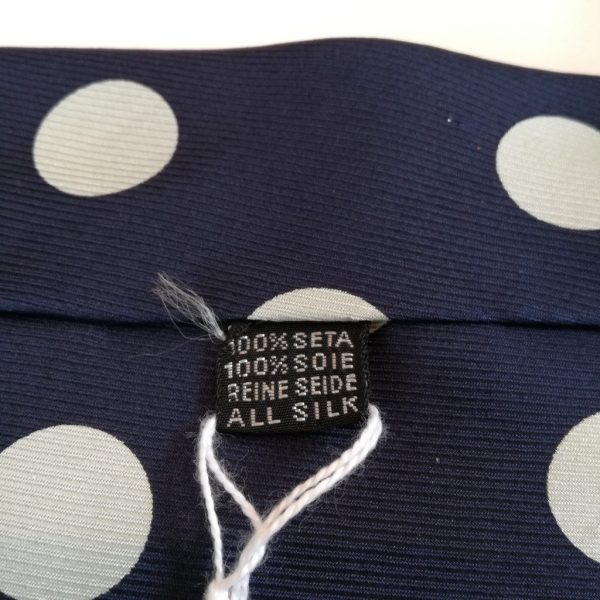 100% SETA
100% SOIE
REINE SEIDE
ALL SILK